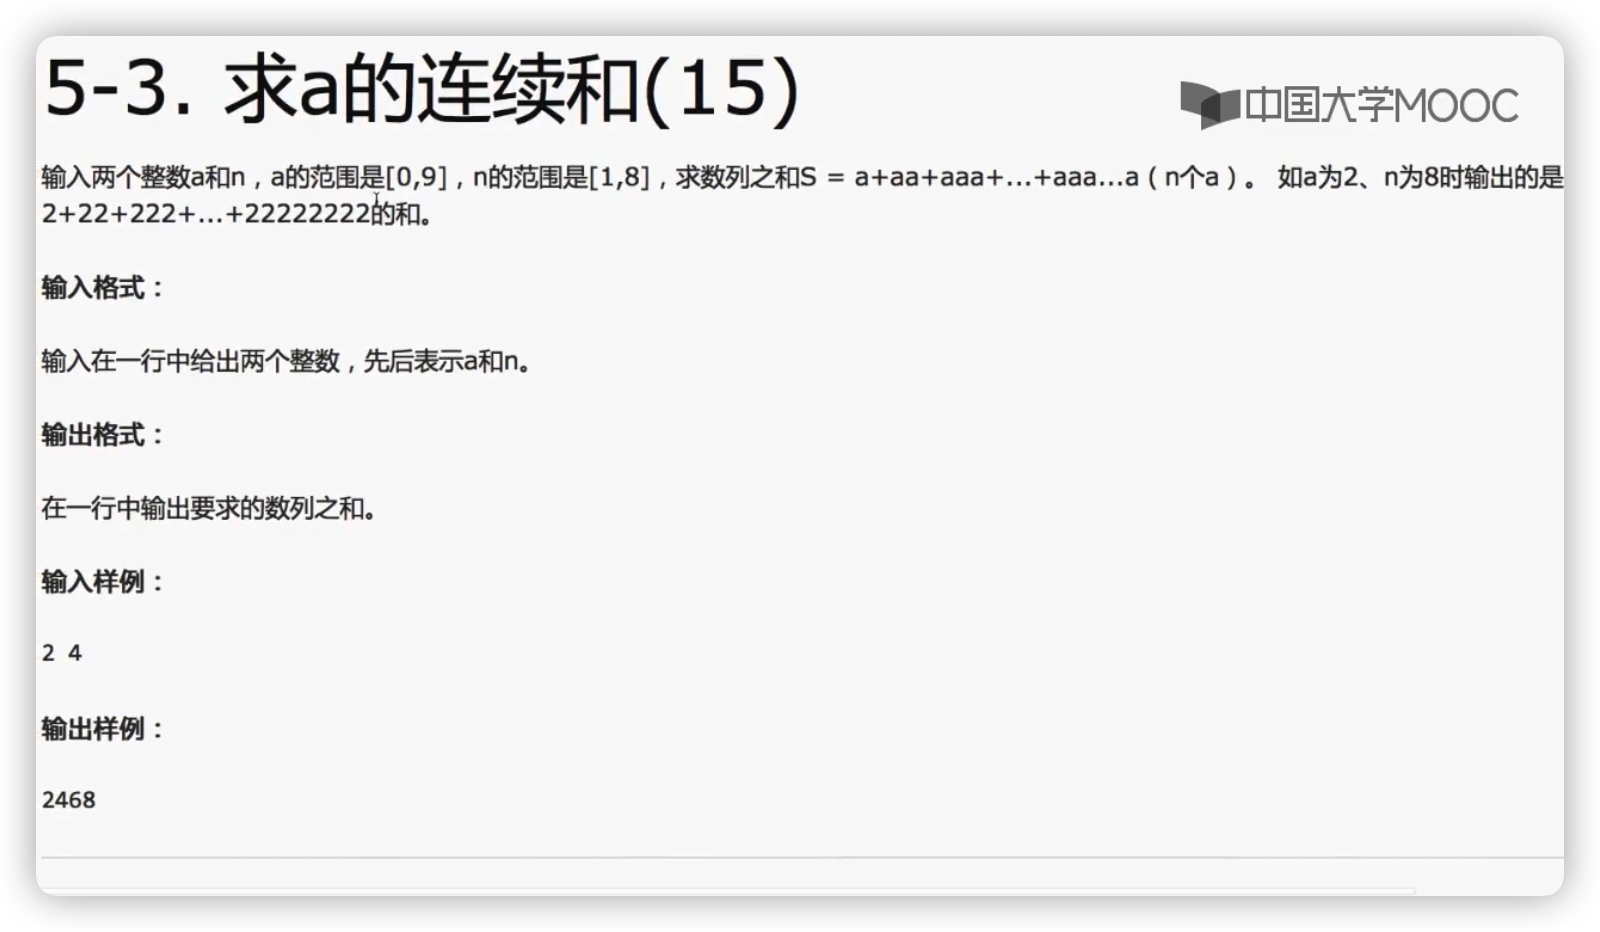 5-3. 求a的连续和(15)
中国大学MOOC
输入两个整数a和n，a的范围是[0,9]，n的范围是[1,8]，求数列之和S = a+aa+aaa+...+aaa...a（n个a）。 如a为2、n为8时输出的是
2+22+222+...+22222222的和。
输入格式：
输入在一行中给出两个整数，先后表示a和n。
输出格式：
在一行中输出要求的数列之和。
输入样例：
2 4
输出样例：
2468